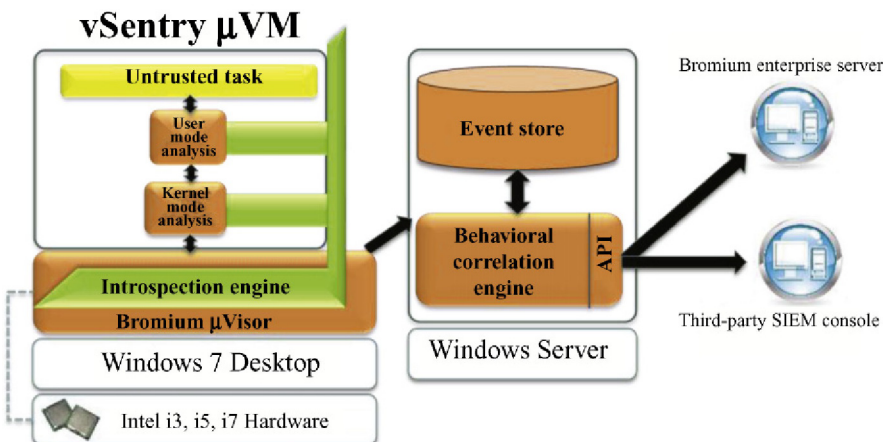 vSentry µVM
Untrusted task
User
mode
analysis
Kernel
mode
analysis
Introspection engine
Bromium µVisor
Windows 7 Desktop
Intel i3, i5, i7 Hardware
Event store
Behavioral
correlation
engine
API
Windows Server
Bromium enterprise server
Third-party SIEM console